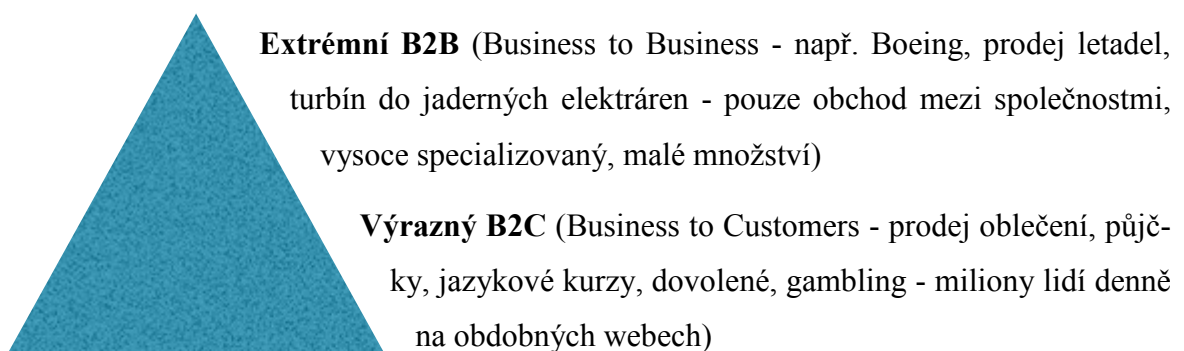 Extrémní B2B (Business to Business - např. Boeing, prodej letadel,
turbín do jaderných elektráren - pouze obchod mezi společnostmi,
vysoce specializovaný, malé množství)
Výrazný B2C (Business to Customers - prodej oblečení, půjč-
ky, jazykové kurzy, dovolené, gambling - miliony lidí denně
na obdobných webech)